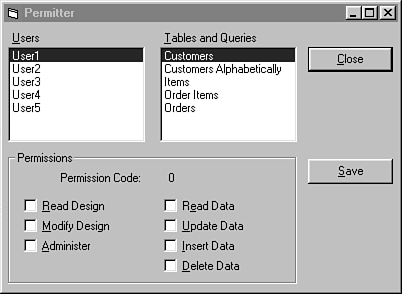 Permitter
Users
User1
User2
User3
User4
User5
Tables and Queries
Customers
Customers Alphabetically
Items
Order Items
Orders
Close
Permissions
Permission Code: 0
Save
Read Design
Modify Design
Administer
Read Data
Update Data
Insert Data
Delete Data